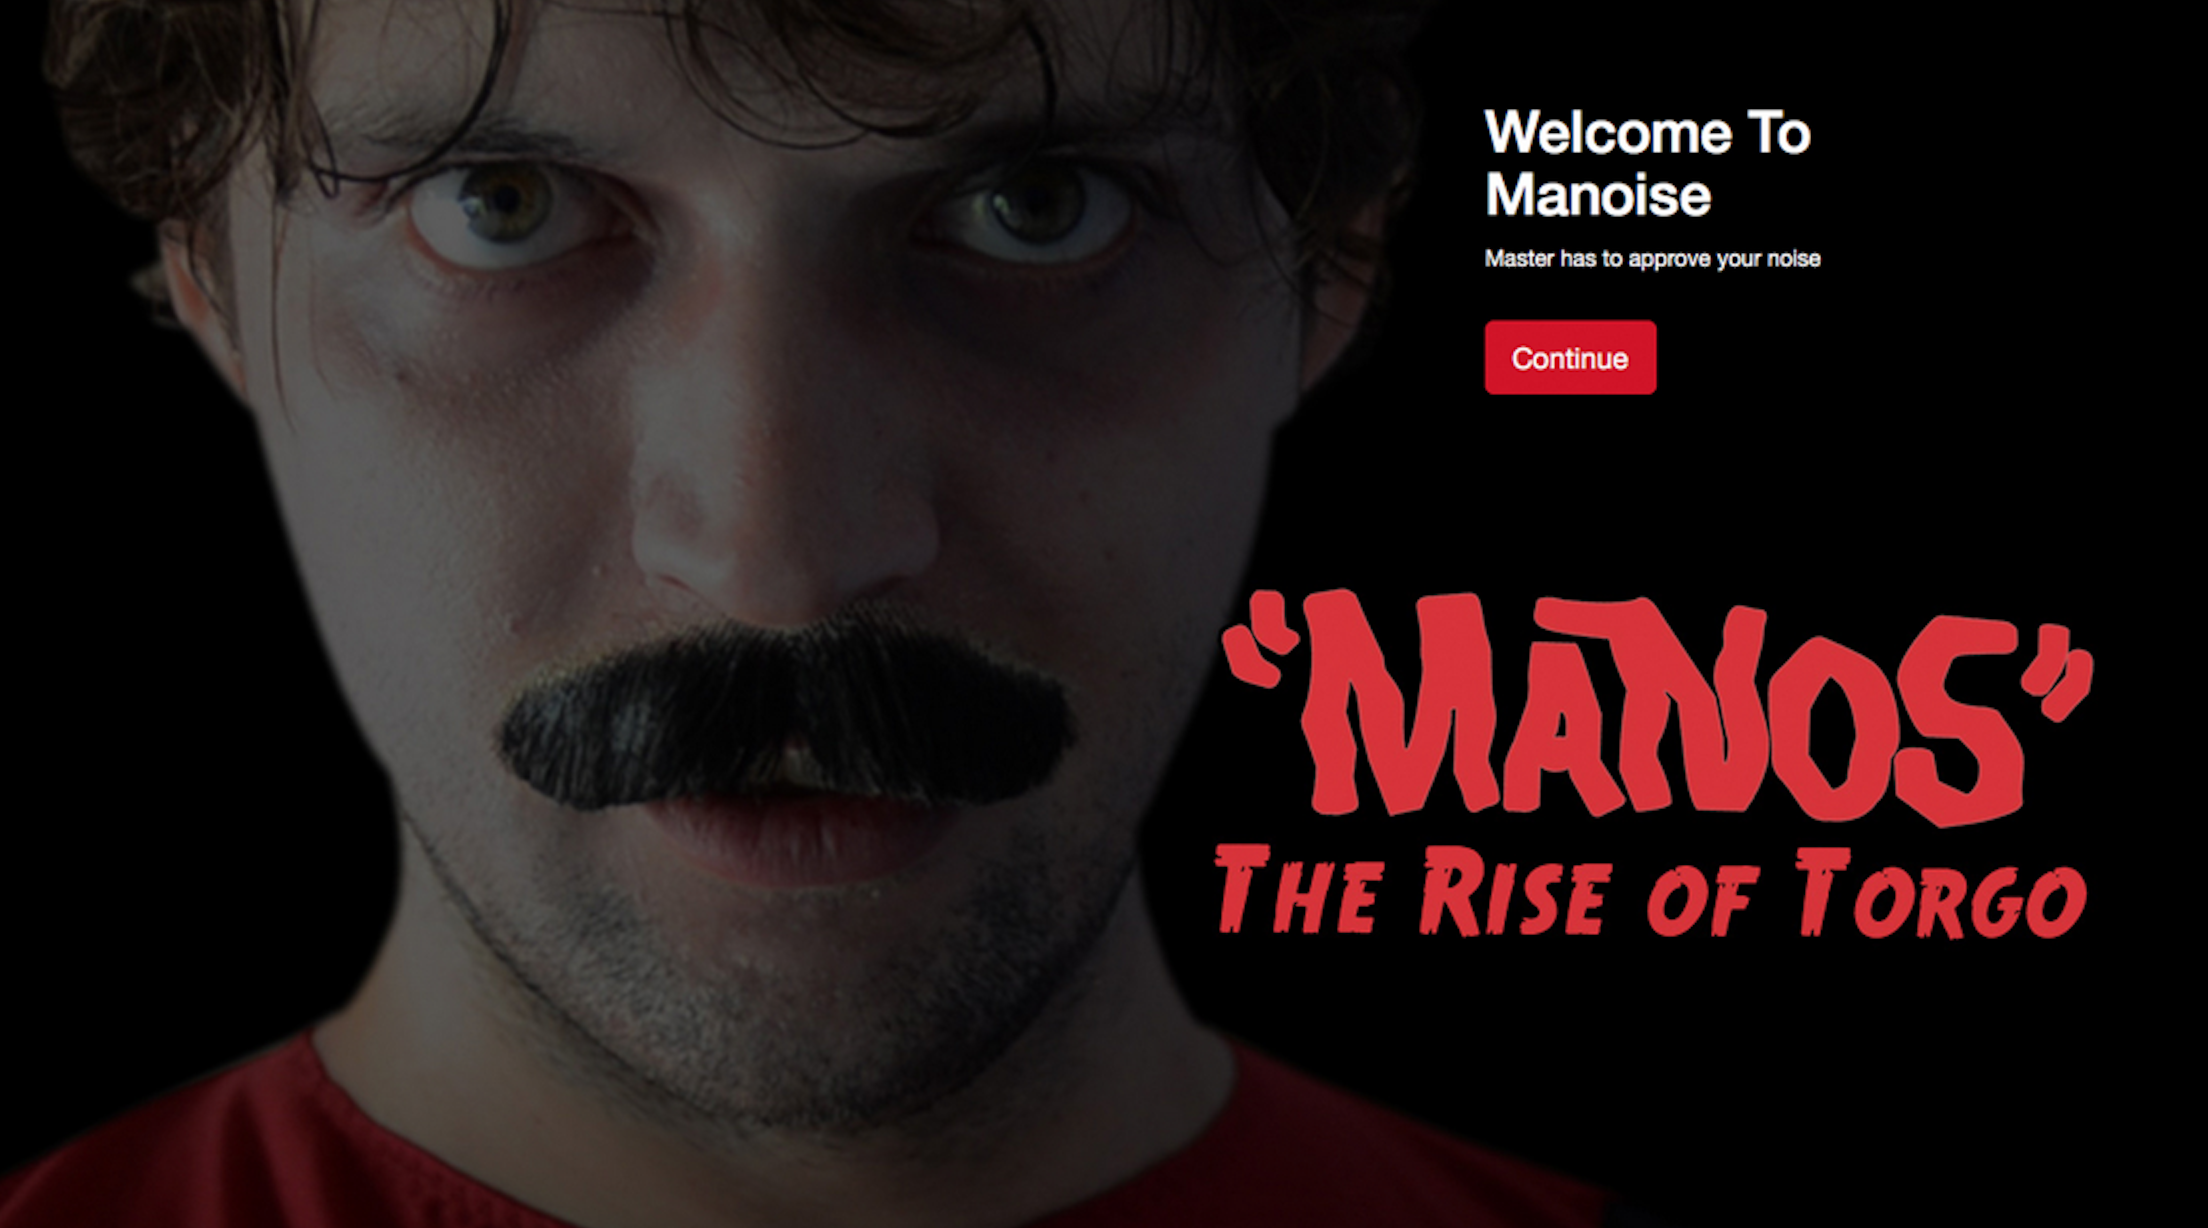 Welcome To
Manoise
Master has to approve your noise
Continue
"MANOS"
THE RISE OF TORGO